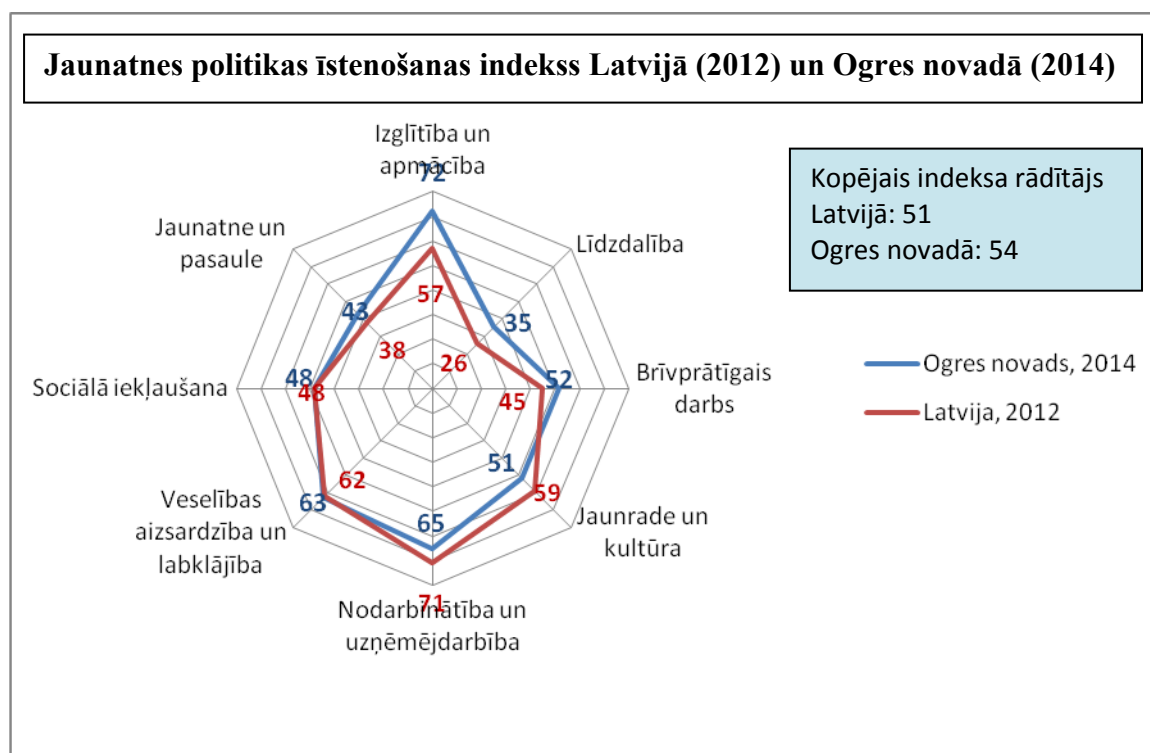 Jaunatnes politikas īstenošanas indekss Latvijā (2012) un Ogres novadā (2014)
Izglītība un
apmācība
72
Kopējais indeksa rādītājs
Latvijā: 51
Ogres novadā: 54
Jaunatne un
pasaule
Līdzdalība
57
43
35
38
26
Sociālā iekļaušana
48
48
52
45
Brīvprātīgais
darbs
Ogres novads, 2014
Latvija, 2012
51
62
59
63
65
Veselības
aizsardzība un
labklājība
Jaunrade un
kultūra
71
Nodarbinātība un
uzņēmējdarbība